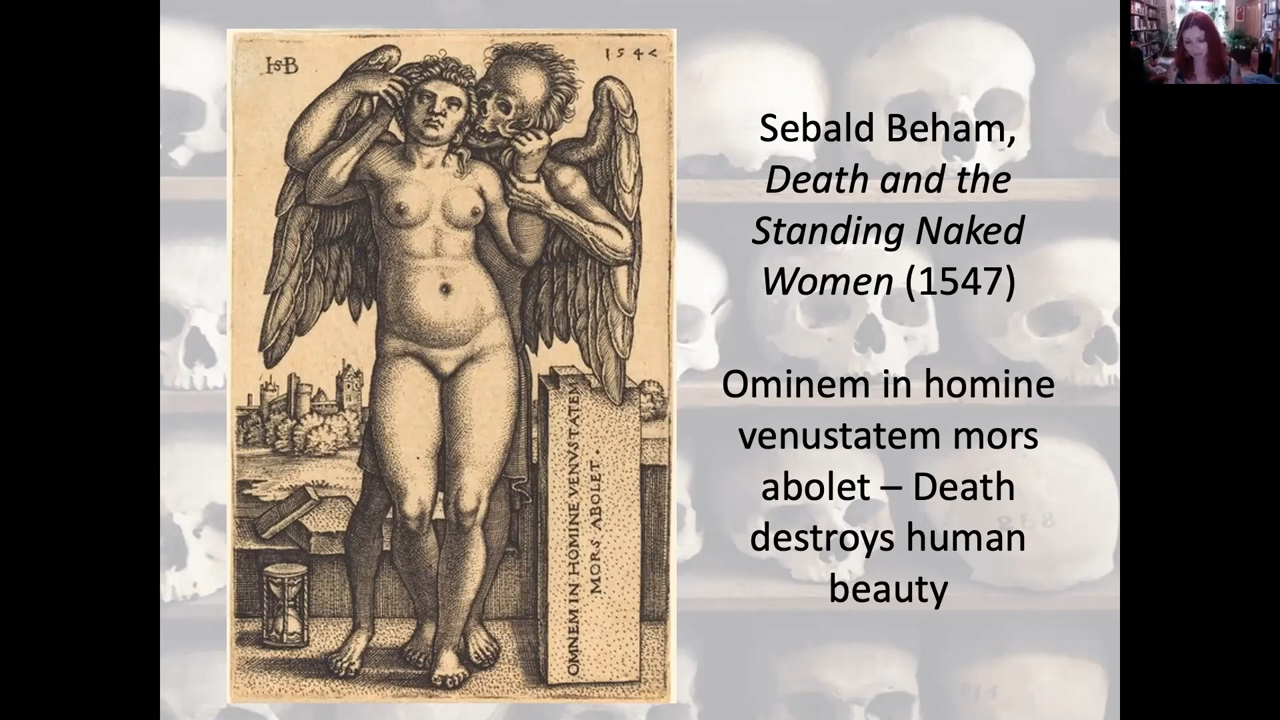 HSB
1547
OMNEM IN HOMINE VENVSTATEM
MORS ABOLET.
Sebald Beham,
Death and the
Standing Naked
Women (1547)
Ominem in homine
venustatem mors
abolet – Death
destroys human
beauty